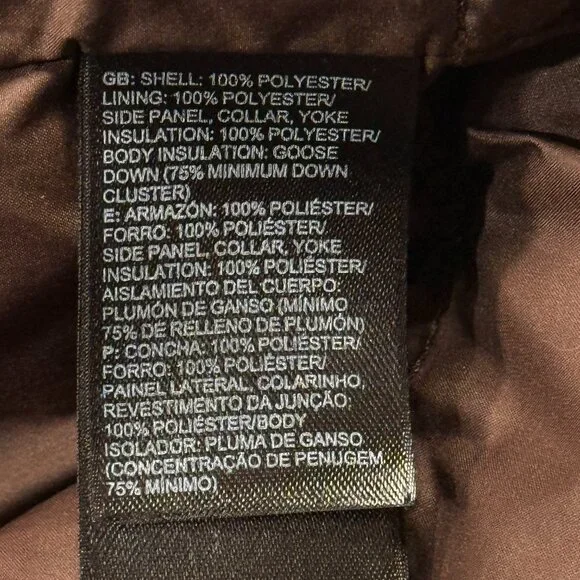 GB: SHELL: 100% POLYESTER/
LINING: 100% POLYESTER/
SIDE PANEL, COLLAR, YOKE
INSULATION: 100% POLYESTER/
BODY INSULATION: GOOSE
DOWN (75% MINIMUM DOWN
CLUSTER)
E: ARMAZÓN: 100% POLIÉSTER/
FORRO: 100% POLIÉSTER/
SIDE PANEL, COLLAR, YOKE
INSULATION: 100% POLIÉSTER/
AISLAMIENTO DEL CUERPO:
PLUMÓN DE GANSO (MÍNIMO
75% DE RELLENO DE PLUMÓN)
P: CONCHA: 100% POLIÉSTER/
FORRO: 100% POLIÉSTER/
PAINEL LATERAL, COLARINHO,
REVESTIMENTO DA JUNÇÃO:
100% POLIÉSTER/BODY
ISOLADOR: PLUMA DE GANSO
(CONCENTRAÇÃO DE PENUGEM
75% MÍNIMO)